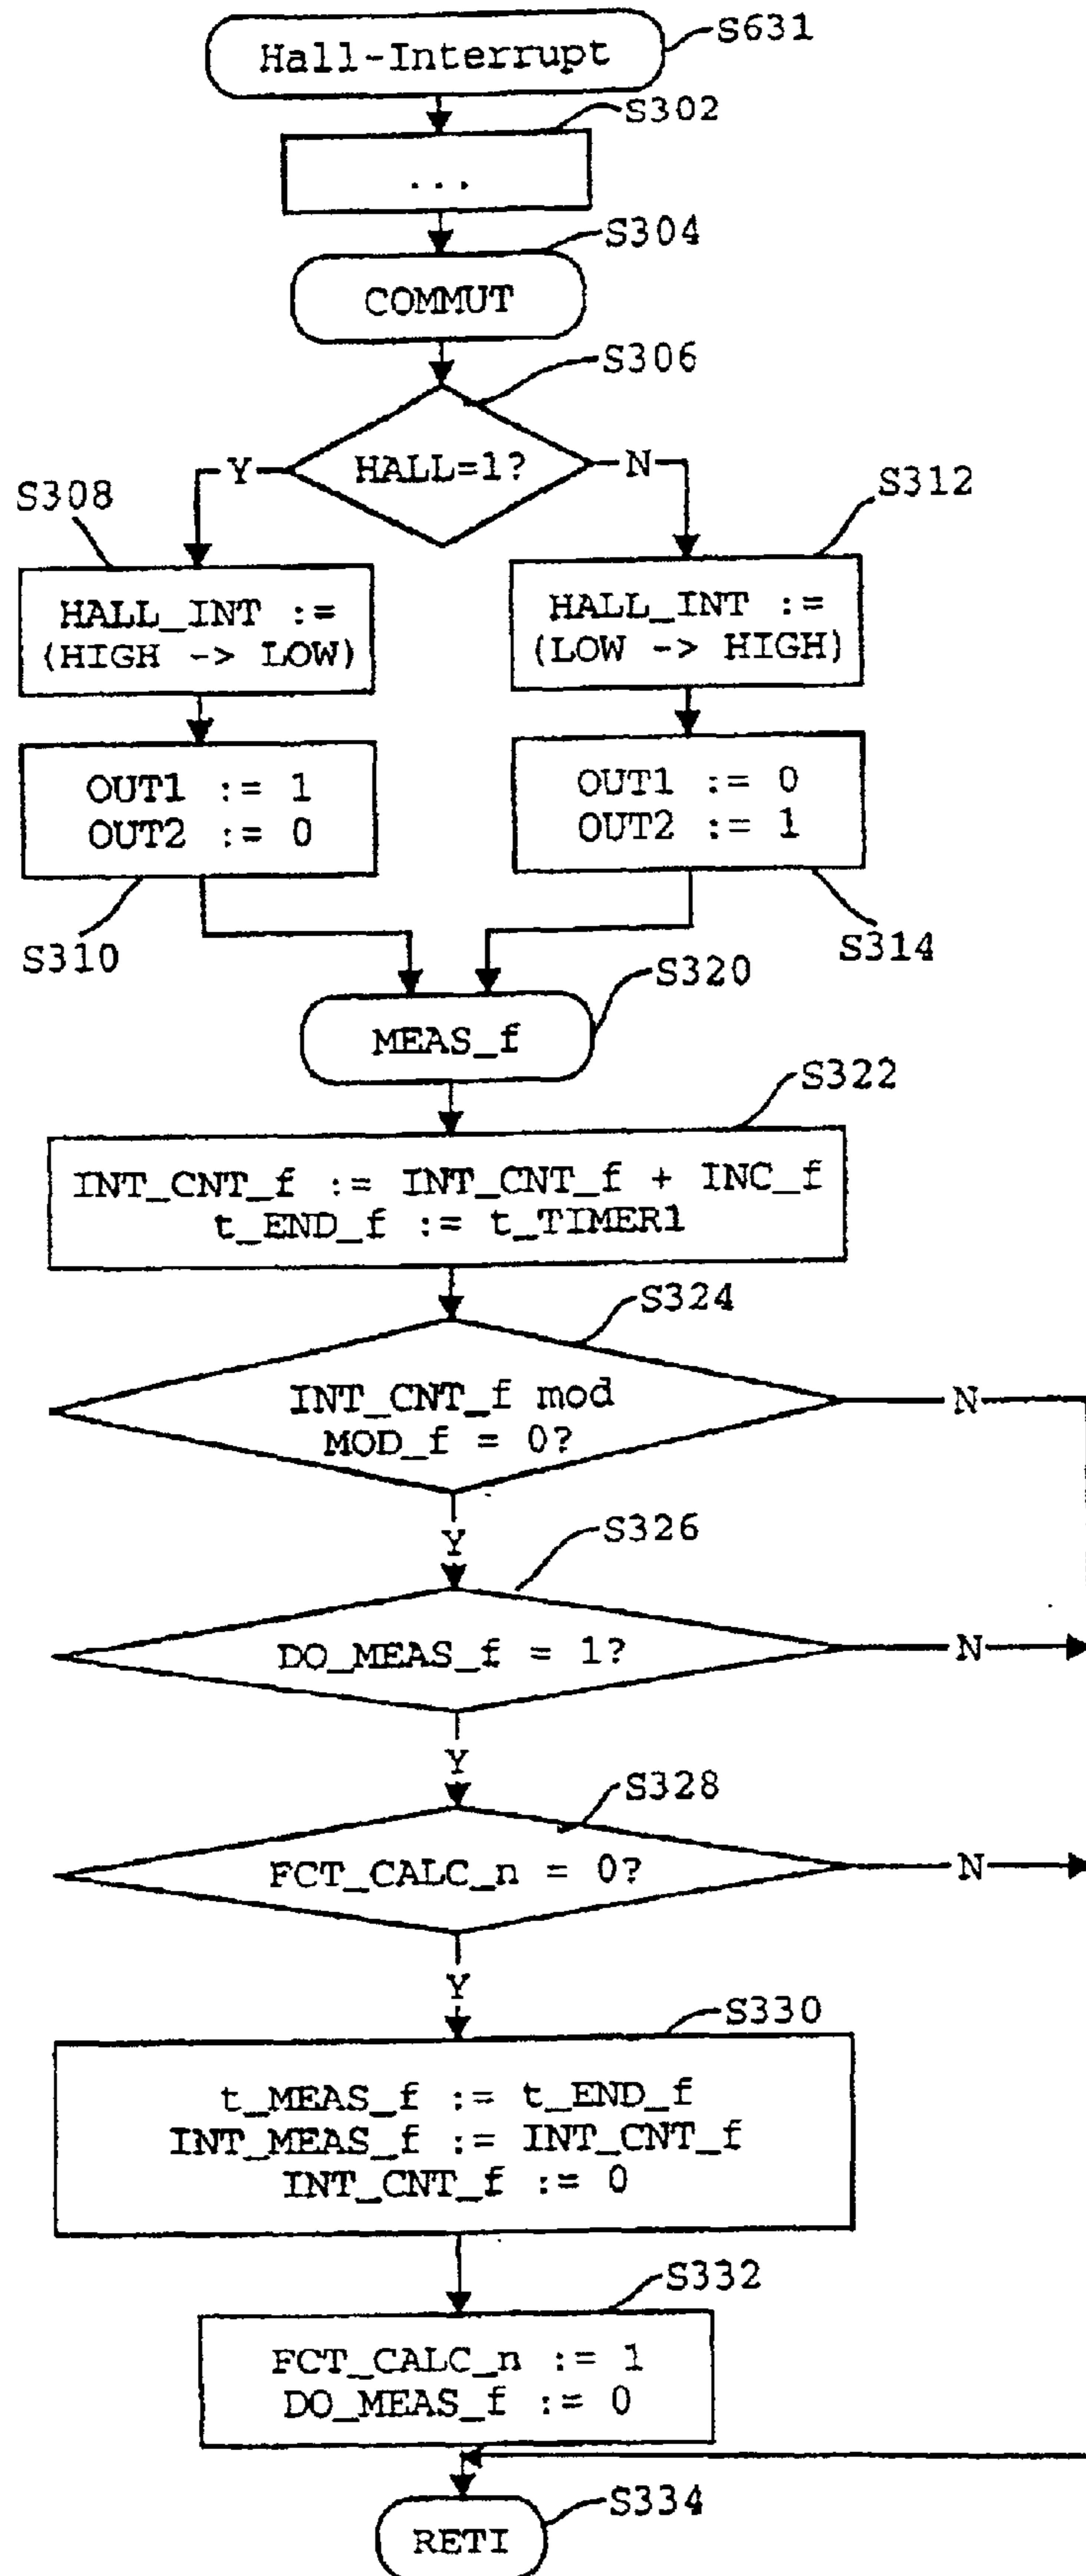 Hall-Interrupt
S631
S302
...
S304
COMMUT
S306
HALL=1?
Y
N
S308
S312
HALL_INT :=
(HIGH -> LOW)
HALL_INT :=
(LOW -> HIGH)
OUT1 := 1
OUT2 := 0
OUT1 := 0
OUT2 := 1
S310
S314
S320
MEAS_f
S322
INT_CNT_f := INT_CNT_f + INC_f
t_END_f := t_TIMER1
S324
INT_CNT_f mod
MOD_f = 0?
N
Y
S326
DO_MEAS_f = 1?
N
Y
S328
FCT_CALC_n = 0?
N
Y
S330
t_MEAS_f := t_END_f
INT_MEAS_f := INT_CNT_f
INT_CNT_f := 0
S332
FCT_CALC_n := 1
DO_MEAS_f := 0
S334
RETI